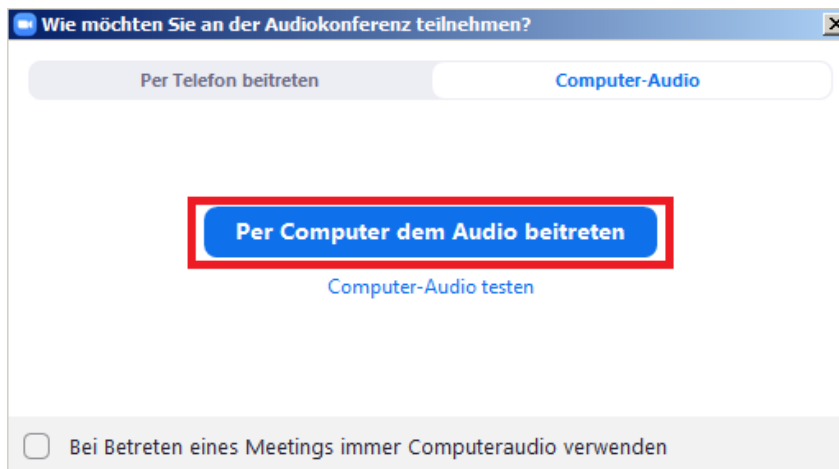 Wie möchten Sie an der Audiokonferenz teilnehmen?
Per Telefon beitreten
Computer-Audio
Per Computer dem Audio beitreten
Computer-Audio testen
Bei Betreten eines Meetings immer Computeraudio verwenden